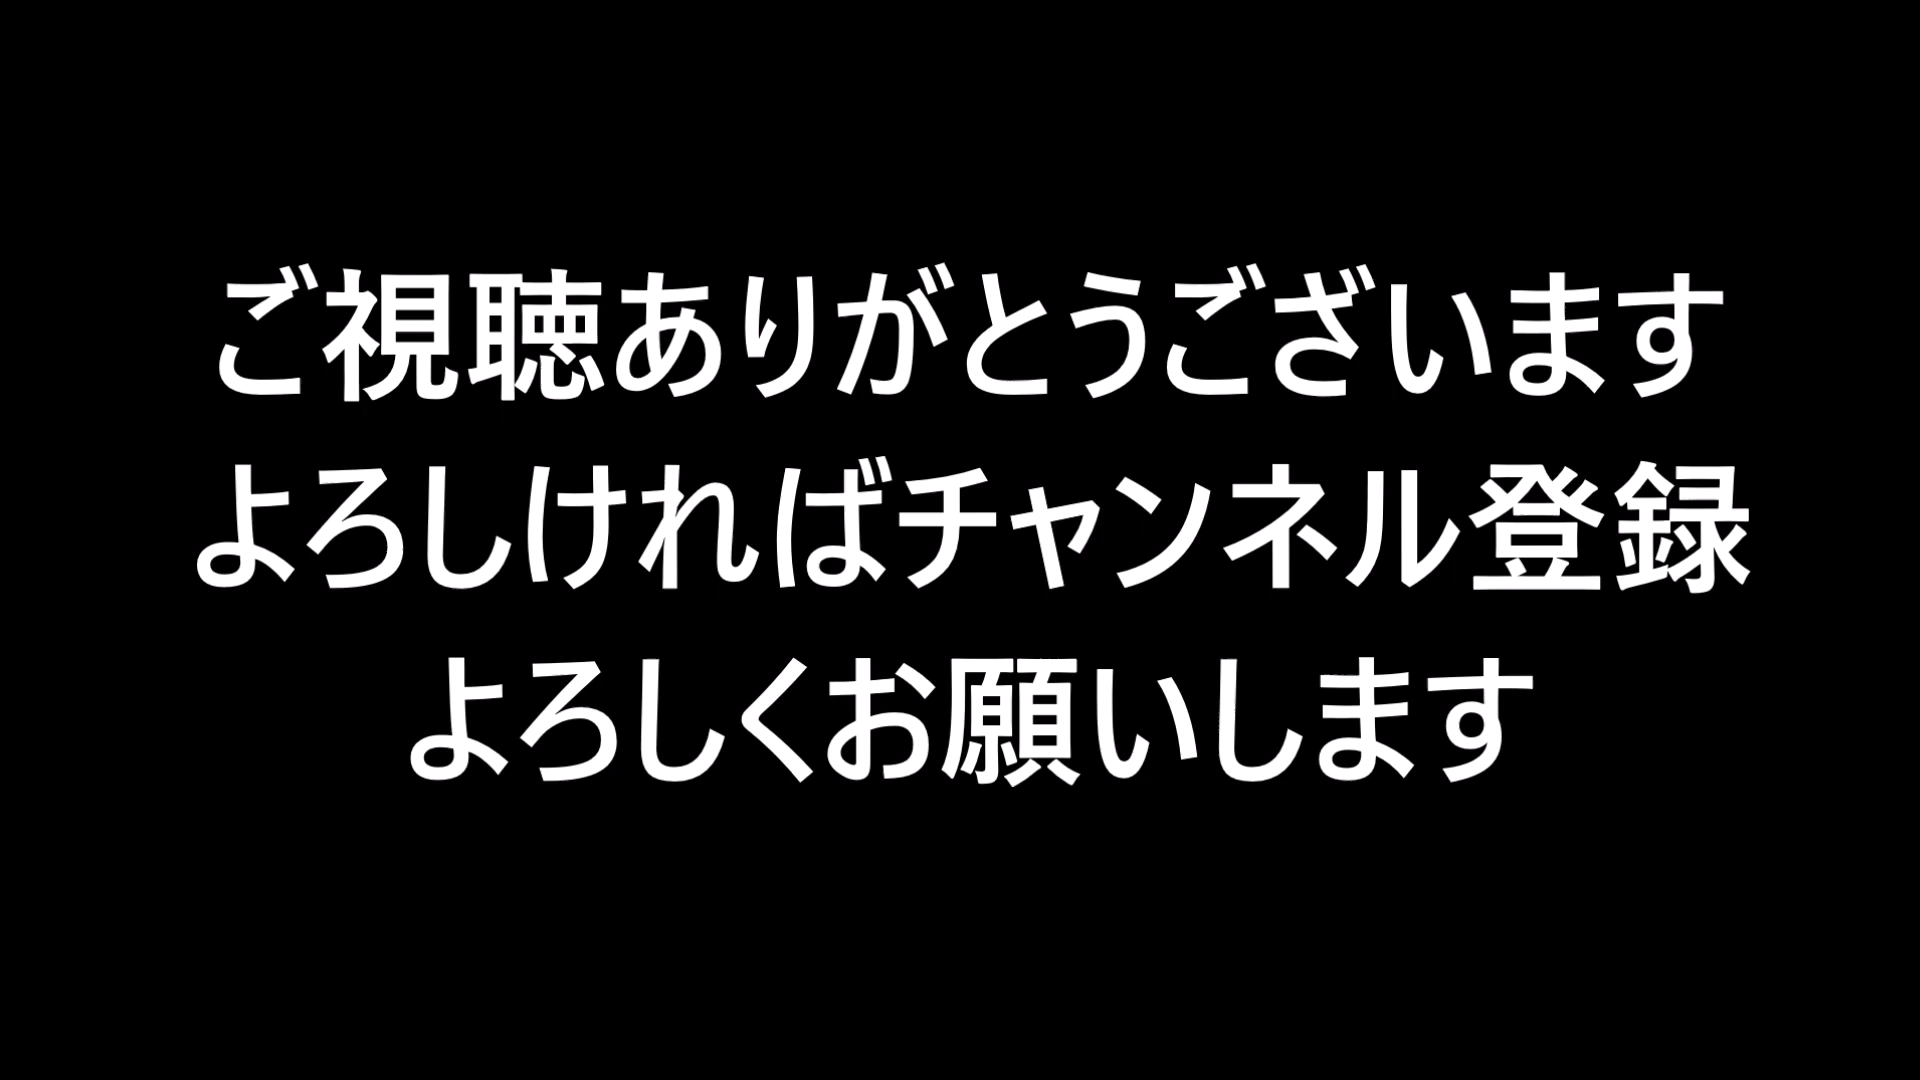 ご視聴ありがとうございます
よろしければチャンネル登録
よろしくお願いします